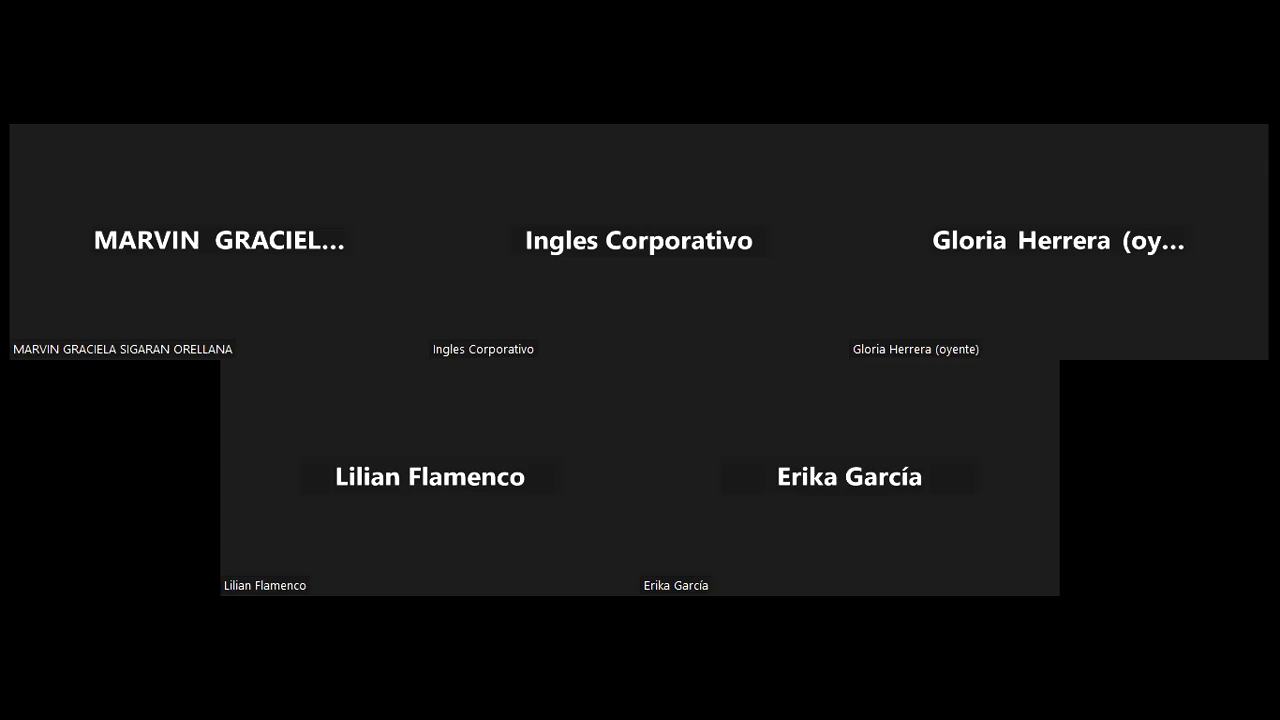 MARVIN GRACIEL...
Ingles Corporativo
Gloria Herrera (oy...
MARVIN GRACIELA SIGARAN ORELLANA
Ingles Corporativo
Gloria Herrera (oyente)
Lilian Flamenco
Erika García
Lilian Flamenco
Erika García